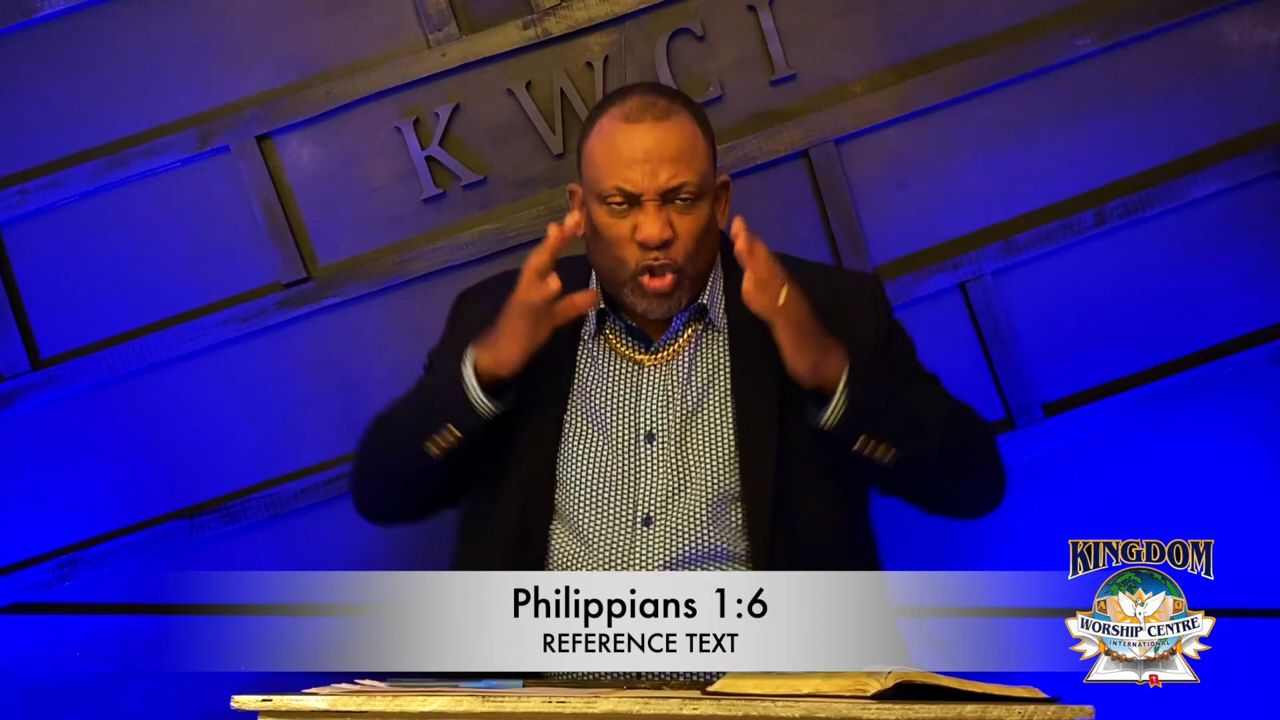 KWCI
Philippians 1:6
REFERENCE TEXT
KINGDOM
WORSHIP CENTRE
INTERNATIONAL